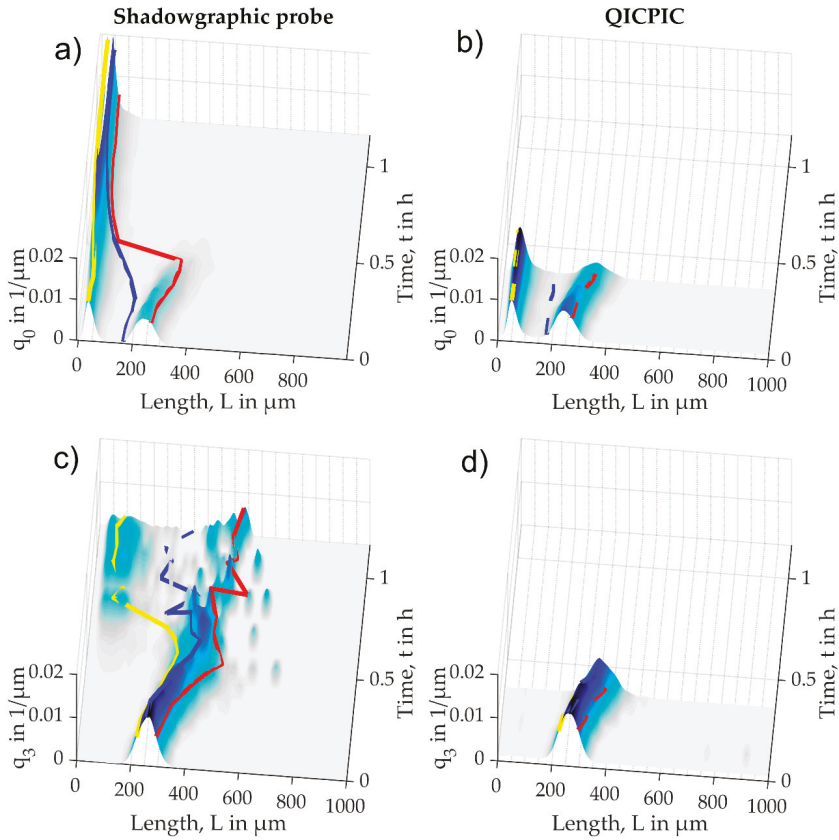 Shadowgraphic probe
QICPIC
a)
b)
1
1
0.5
0.5
0
0
Time, t in h
Time, t in h
0.02
0.01
0
q0 in 1/μm
0.02
0.01
0
q0 in 1/μm
0 200 400 600 800
Length, L in μm
0 200 400 600 800 1000
Length, L in μm
c)
d)
1
1
0.5
0.5
0
0
Time, t in h
Time, t in h
0.02
0.01
0
q3 in 1/μm
0.02
0.01
0
q3 in 1/μm
0 200 400 600 800 1000
Length, L in μm
0 200 400 600 800 1000
Length, L in μm